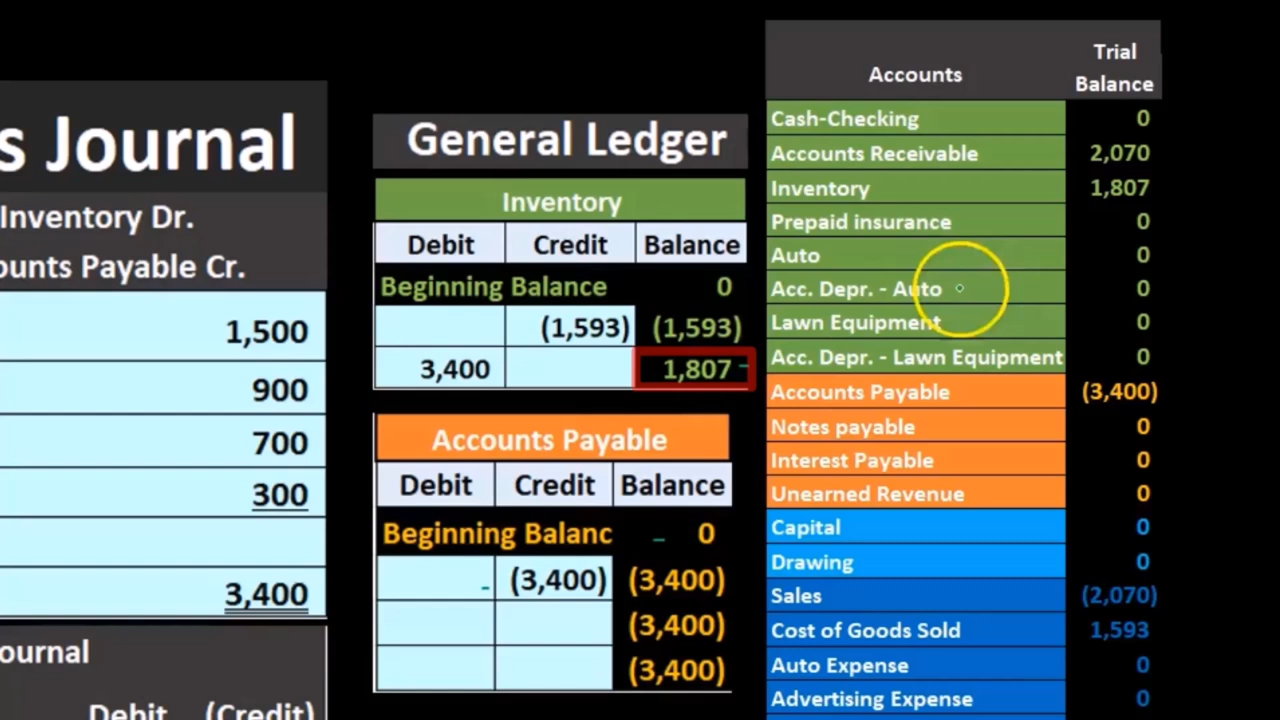 s Journal
Inventory Dr.
ounts Payable Cr.
1,500
900
700
300
3,400
ournal
Debit (Credit)
General Ledger
Inventory
Debit Credit Balance
Beginning Balance 0
(1,593) (1,593)
3,400 1,807
Accounts Payable
Debit Credit Balance
Beginning Balanc 0
(3,400) (3,400)
(3,400)
(3,400)
Accounts Trial Balance
Cash-Checking 0
Accounts Receivable 2,070
Inventory 1,807
Prepaid insurance 0
Auto 0
Acc. Depr. - Auto 0
Lawn Equipment 0
Acc. Depr. - Lawn Equipment 0
Accounts Payable (3,400)
Notes payable 0
Interest Payable 0
Unearned Revenue 0
Capital 0
Drawing 0
Sales (2,070)
Cost of Goods Sold 1,593
Auto Expense 0
Advertising Expense 0